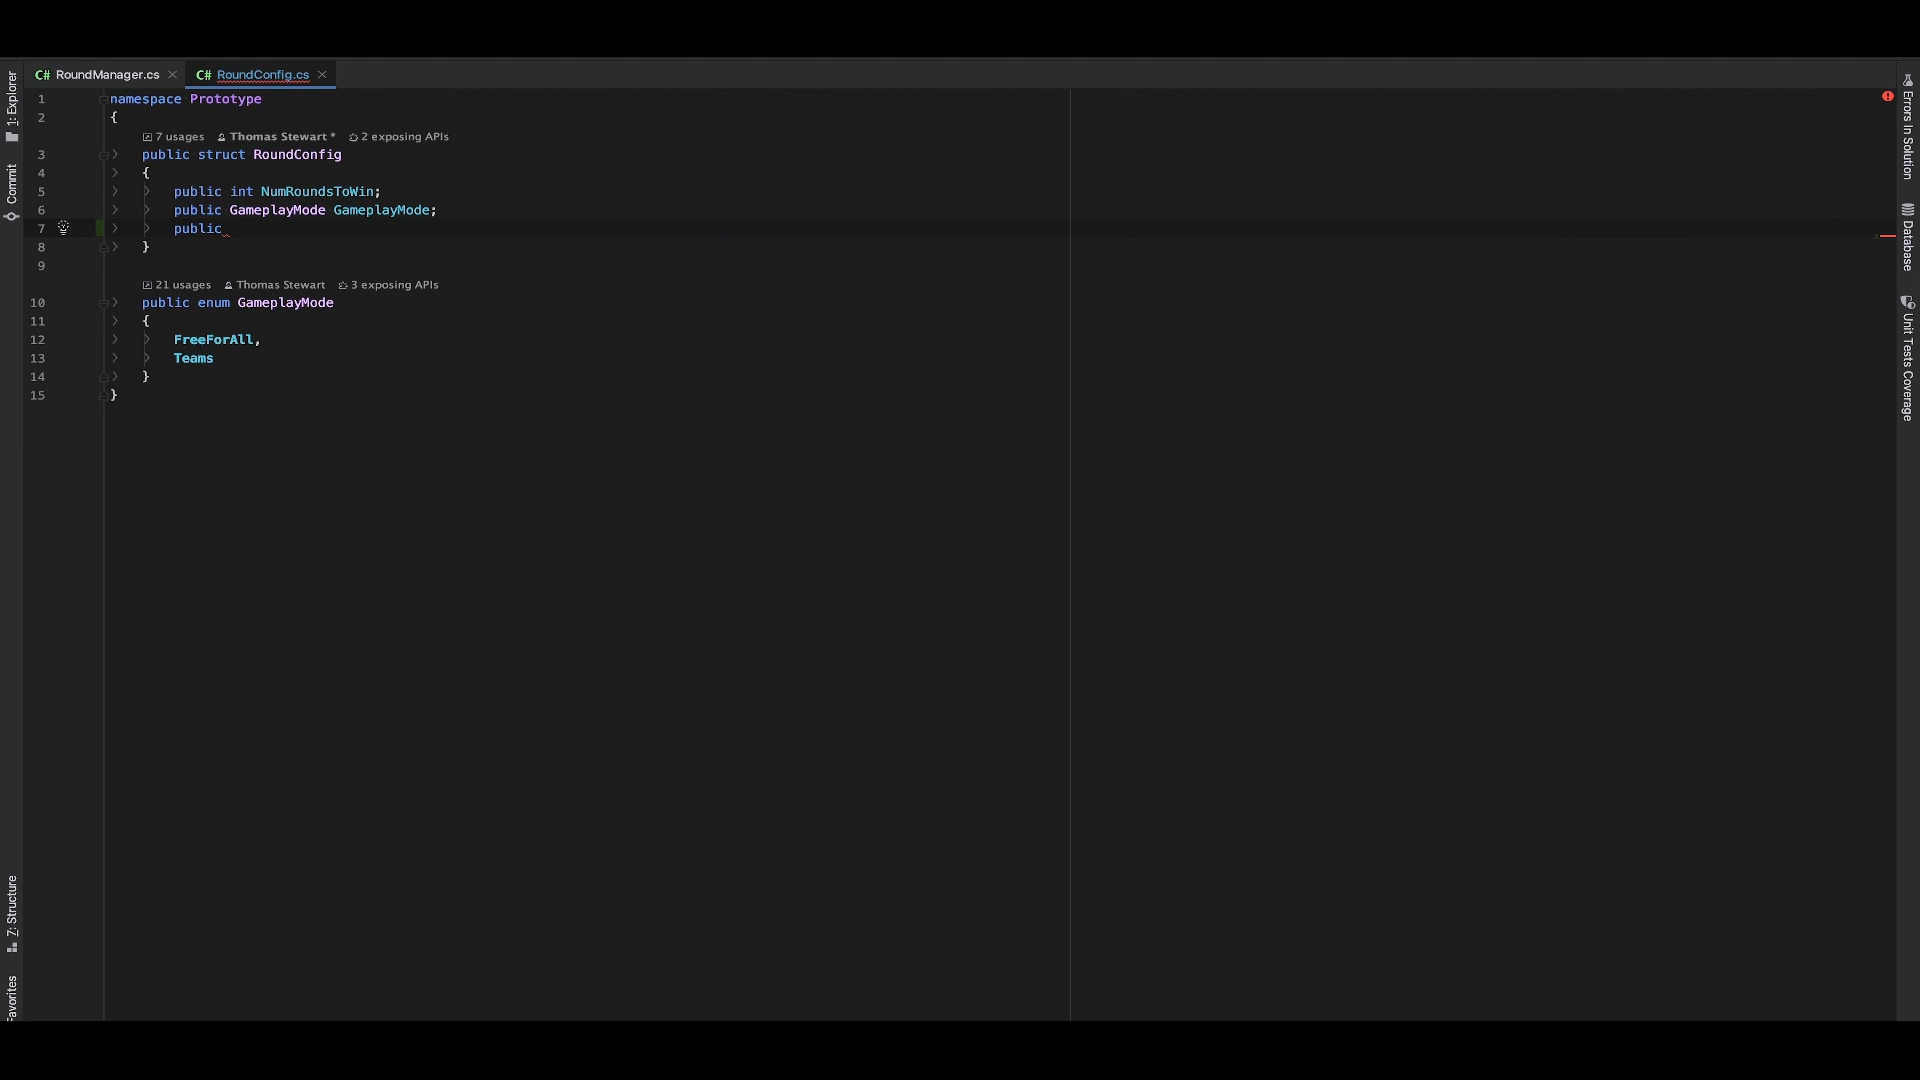 RoundManager.cs
RoundConfig.cs
1: Explorer
Commit
Z: Structure
Favorites
1 namespace Prototype
2 {
7 usages Thomas Stewart * 2 exposing APIs
3 public struct RoundConfig
4 {
5 public int NumRoundsToWin;
6 public GameplayMode GameplayMode;
7 public
8 }
9
21 usages Thomas Stewart 3 exposing APIs
10 public enum GameplayMode
11 {
12 FreeForAll,
13 Teams
14 }
15 }
Errors In Solution
Database
Unit Tests Coverage